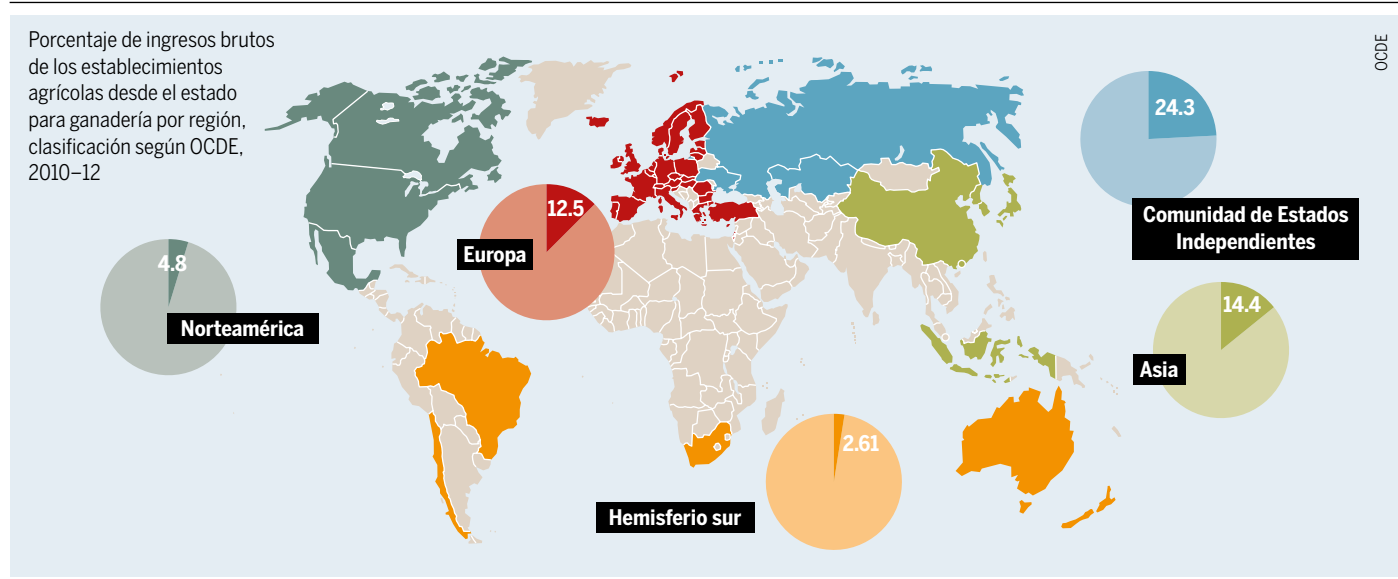 Porcentaje de ingresos brutos
de los establecimientos
agrícolas desde el estado
para ganadería por región,
clasificación según OCDE,
2010–12
OCDE
24.3
Comunidad de Estados
Independientes
12.5
Europa
4.8
Norteamérica
14.4
Asia
2.61
Hemisferio sur